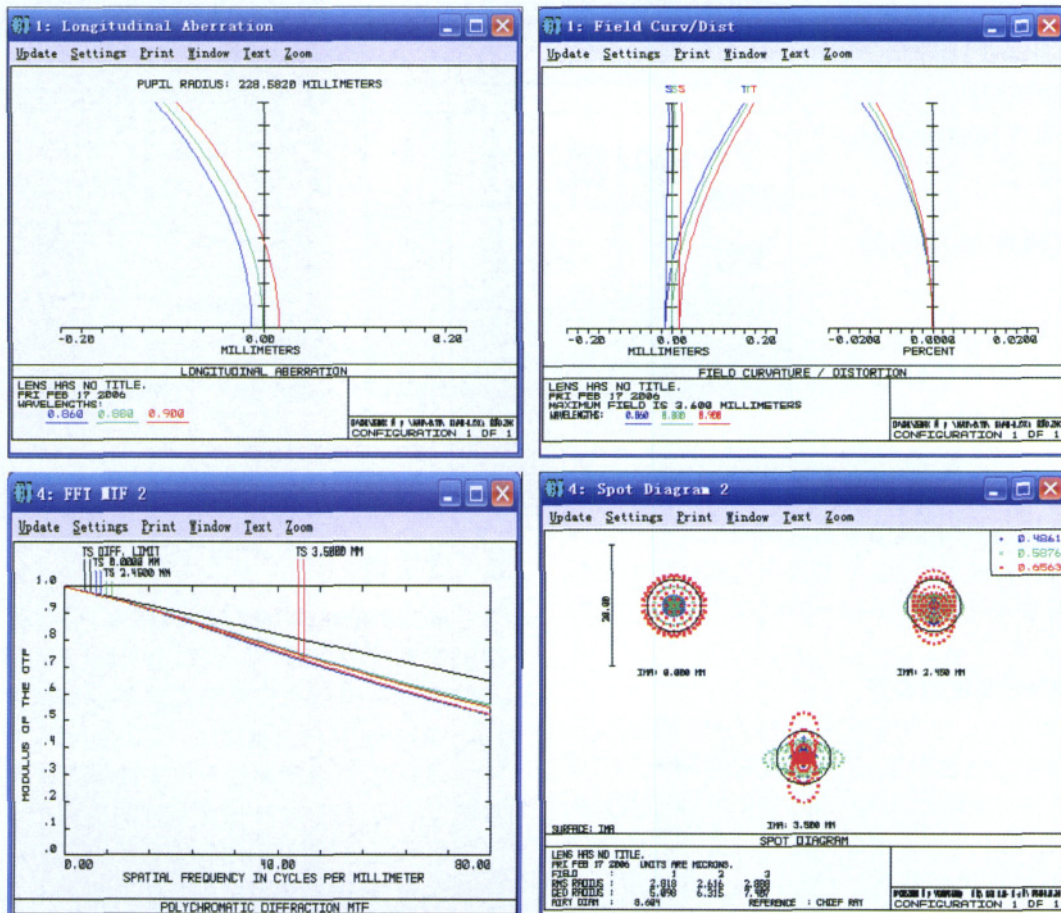 1: Longitudinal Aberration
Update Settings Print Window Text Zoom
PUPIL RADIUS: 228.5820 MILLIMETERS
-0.20 0.00 0.20
MILLIMETERS
LONGITUDINAL ABERRATION
LENS HAS NO TITLE.
FRI FEB 17 2006
WAVELENGTHS:
0.860 0.880 0.900
CONFIGURATION 1 OF 1
1: Field Curv/Dist
Update Settings Print Window Text Zoom
SSS TTT
-0.20 0.00 0.20
MILLIMETERS
-0.0200 0.0000 0.0200
PERCENT
FIELD CURVATURE / DISTORTION
LENS HAS NO TITLE.
FRI FEB 17 2006
MAXIMUM FIELD IS 3.600 MILLIMETERS
WAVELENGTHS: 0.860 0.880 0.900
CONFIGURATION 1 OF 1
4: FFT MTF 2
Update Settings Print Window Text Zoom
TS DIFF. LIMIT
TS 0.0000 MM
TS 2.4500 MM
TS 3.5000 MM
1.0
.9
.8
.7
.6
.5
.4
.3
.2
.1
.0
MODULUS OF THE OTF
0.00 40.00 80.00
SPATIAL FREQUENCY IN CYCLES PER MILLIMETER
POLYCHROMATIC DIFFRACTION MTF
4: Spot Diagram 2
Update Settings Print Window Text Zoom
0.4861
0.5876
0.6563
IMA: 0.000 MM
IMA: 2.450 MM
IMA: 3.500 MM
SURFACE: IMA
SPOT DIAGRAM
LENS HAS NO TITLE.
FRI FEB 17 2006 UNITS ARE MICRONS.
FIELD : 1 2 3
RMS RADIUS : 2.818 2.616
GEO RADIUS : 5.098 6.315
AIRY DIAM : 8.604 REFERENCE : CHIEF RAY
CONFIGURATION 1 OF 1